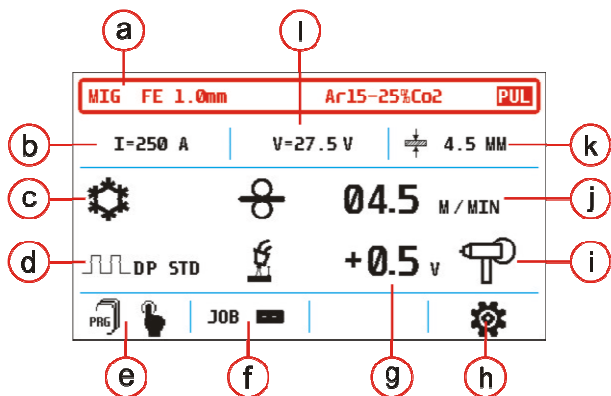 a l
MIG FE 1.0mm Ar15-25%Co2 PUL
b I=250 A V=27.5 V 4.5 MM k
c 04.5 M/MIN j
d DP STD +0.5 V i
PRG JOB --
e f g h